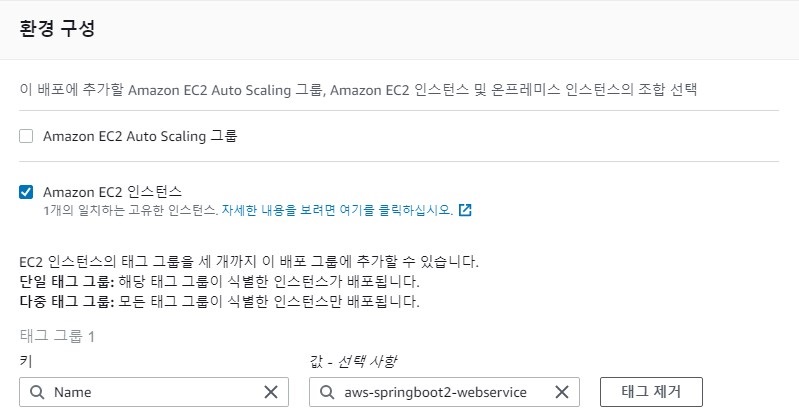 환경 구성
이 배포에 추가할 Amazon EC2 Auto Scaling 그룹, Amazon EC2 인스턴스 및 온프레미스 인스턴스의 조합 선택
Amazon EC2 Auto Scaling 그룹
Amazon EC2 인스턴스
1개의 일치하는 고유한 인스턴스. 자세한 내용을 보려면 여기를 클릭하십시오.
EC2 인스턴스의 태그 그룹을 세 개까지 이 배포 그룹에 추가할 수 있습니다.
단일 태그 그룹: 해당 태그 그룹이 식별한 인스턴스가 배포됩니다.
다중 태그 그룹: 모든 태그 그룹이 식별한 인스턴스만 배포됩니다.
태그 그룹 1
키 값 - 선택 사항
Name aws-springboot2-webservice 태그 제거